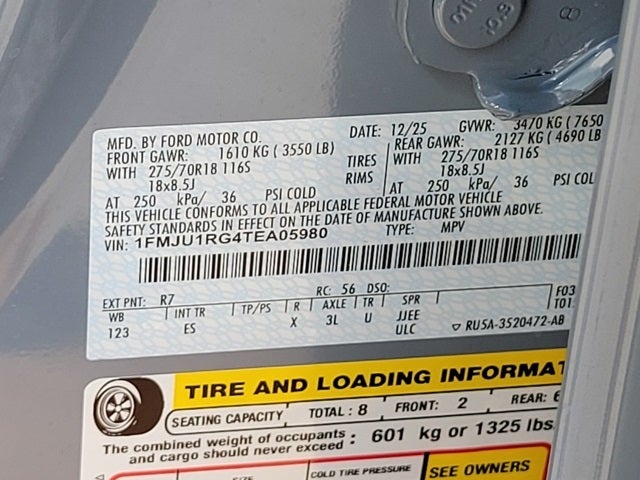 MFD. BY FORD MOTOR CO.
DATE: 12/25 GVWR: 3470 KG ( 7650
FRONT GAWR: 1610 KG ( 3550 LB) REAR GAWR: 2127 KG ( 4690 LB
WITH 275/70R18 116S TIRES WITH 275/70R18 116S
18x8.5J RIMS 18x8.5J
AT 250 kPa/ 36 PSI COLD AT 250 kPa/ 36 PSI COL
THIS VEHICLE CONFORMS TO ALL APPLICABLE FEDERAL MOTOR VEHICLE
SAFETY STANDARDS IN EFFECT ON THE DATE OF MANUFACTURE SHOWN ABOVE.
VIN: 1FMJU1RG4TEA05980 TYPE: MPV
EXT PNT: R7 RC: 56 DSO: F03
WB INT TR TP/PS R AXLE TR SPR T01
123 ES X 3L U JJEE
ULC ▽ RU5A-3520472-AB
TIRE AND LOADING INFORMAT
SEATING CAPACITY TOTAL : 8 FRONT: 2 REAR: 6
The combined weight of occupants
and cargo should never exceed : 601 kg or 1325 lbs.
SIZE COLD TIRE PRESSURE SEE OWNERS